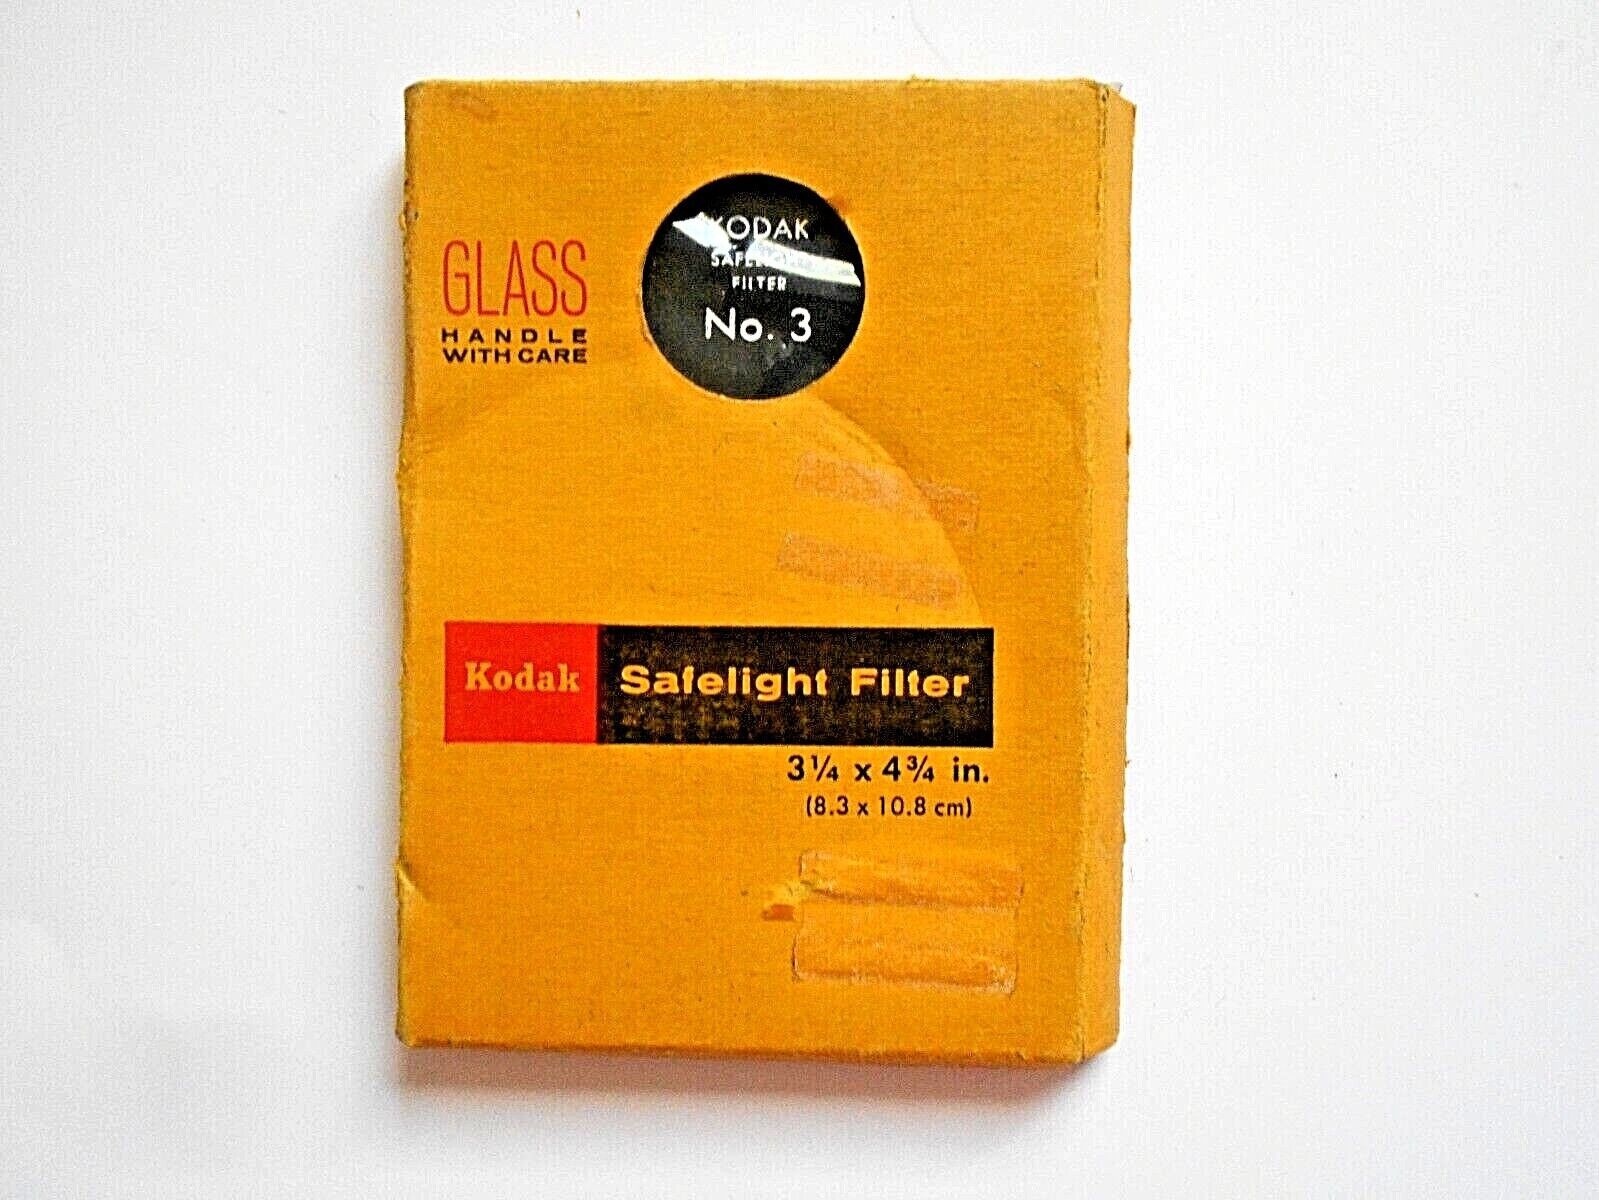 KODAK
SAFELIGHT
FILTER
No. 3
GLASS
HANDLE
WITH CARE
Kodak Safelight Filter
3¼ x 4¾ in.
(8.3 x 10.8 cm)